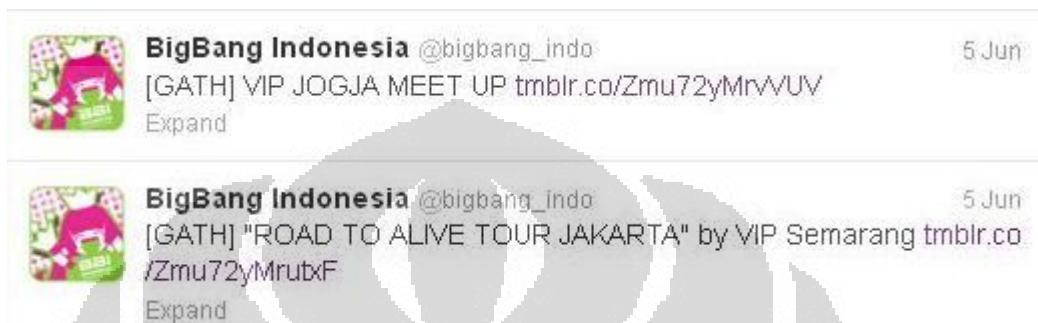 BigBang Indonesia @bigbang_indo 5 Jun
[GATH] VIP JOGJA MEET UP tmblr.co/Zmu72yMrvVUV
Expand
BigBang Indonesia @bigbang_indo 5 Jun
[GATH] "ROAD TO ALIVE TOUR JAKARTA" by VIP Semarang tmblr.co
/Zmu72yMrutxF
Expand